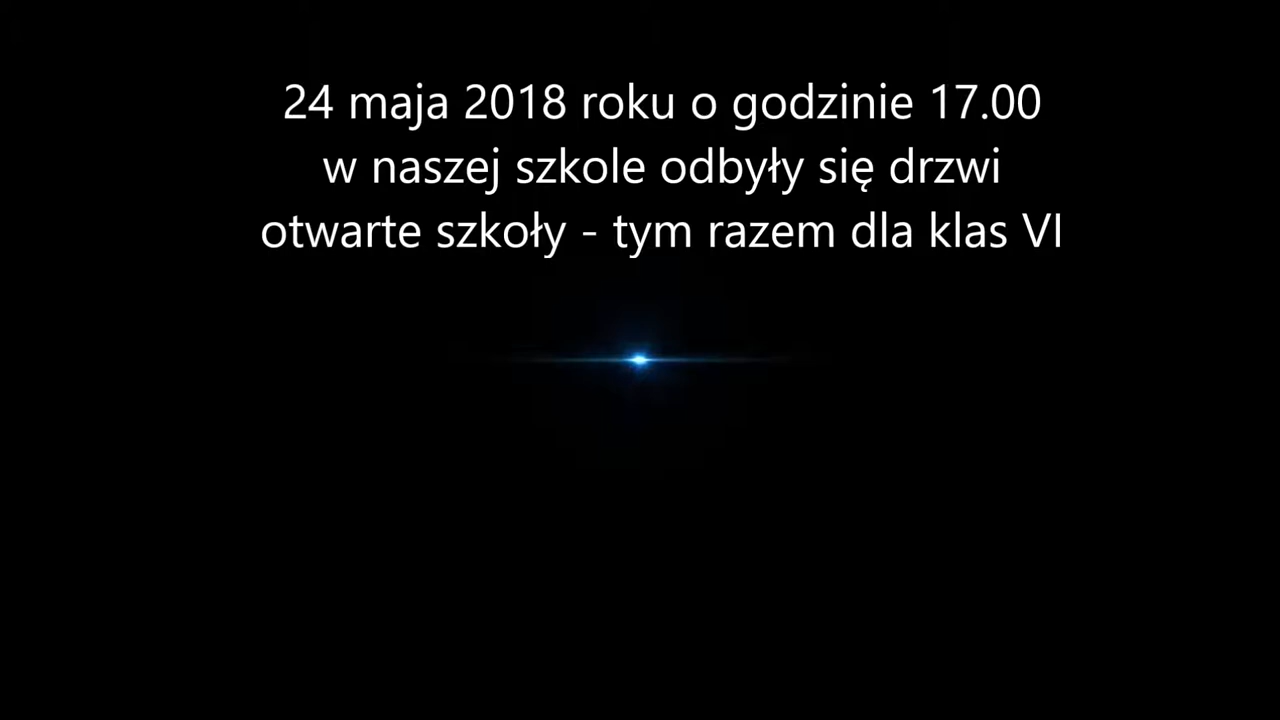 24 maja 2018 roku o godzinie 17.00
w naszej szkole odbyły się drzwi
otwarte szkoły - tym razem dla klas VI